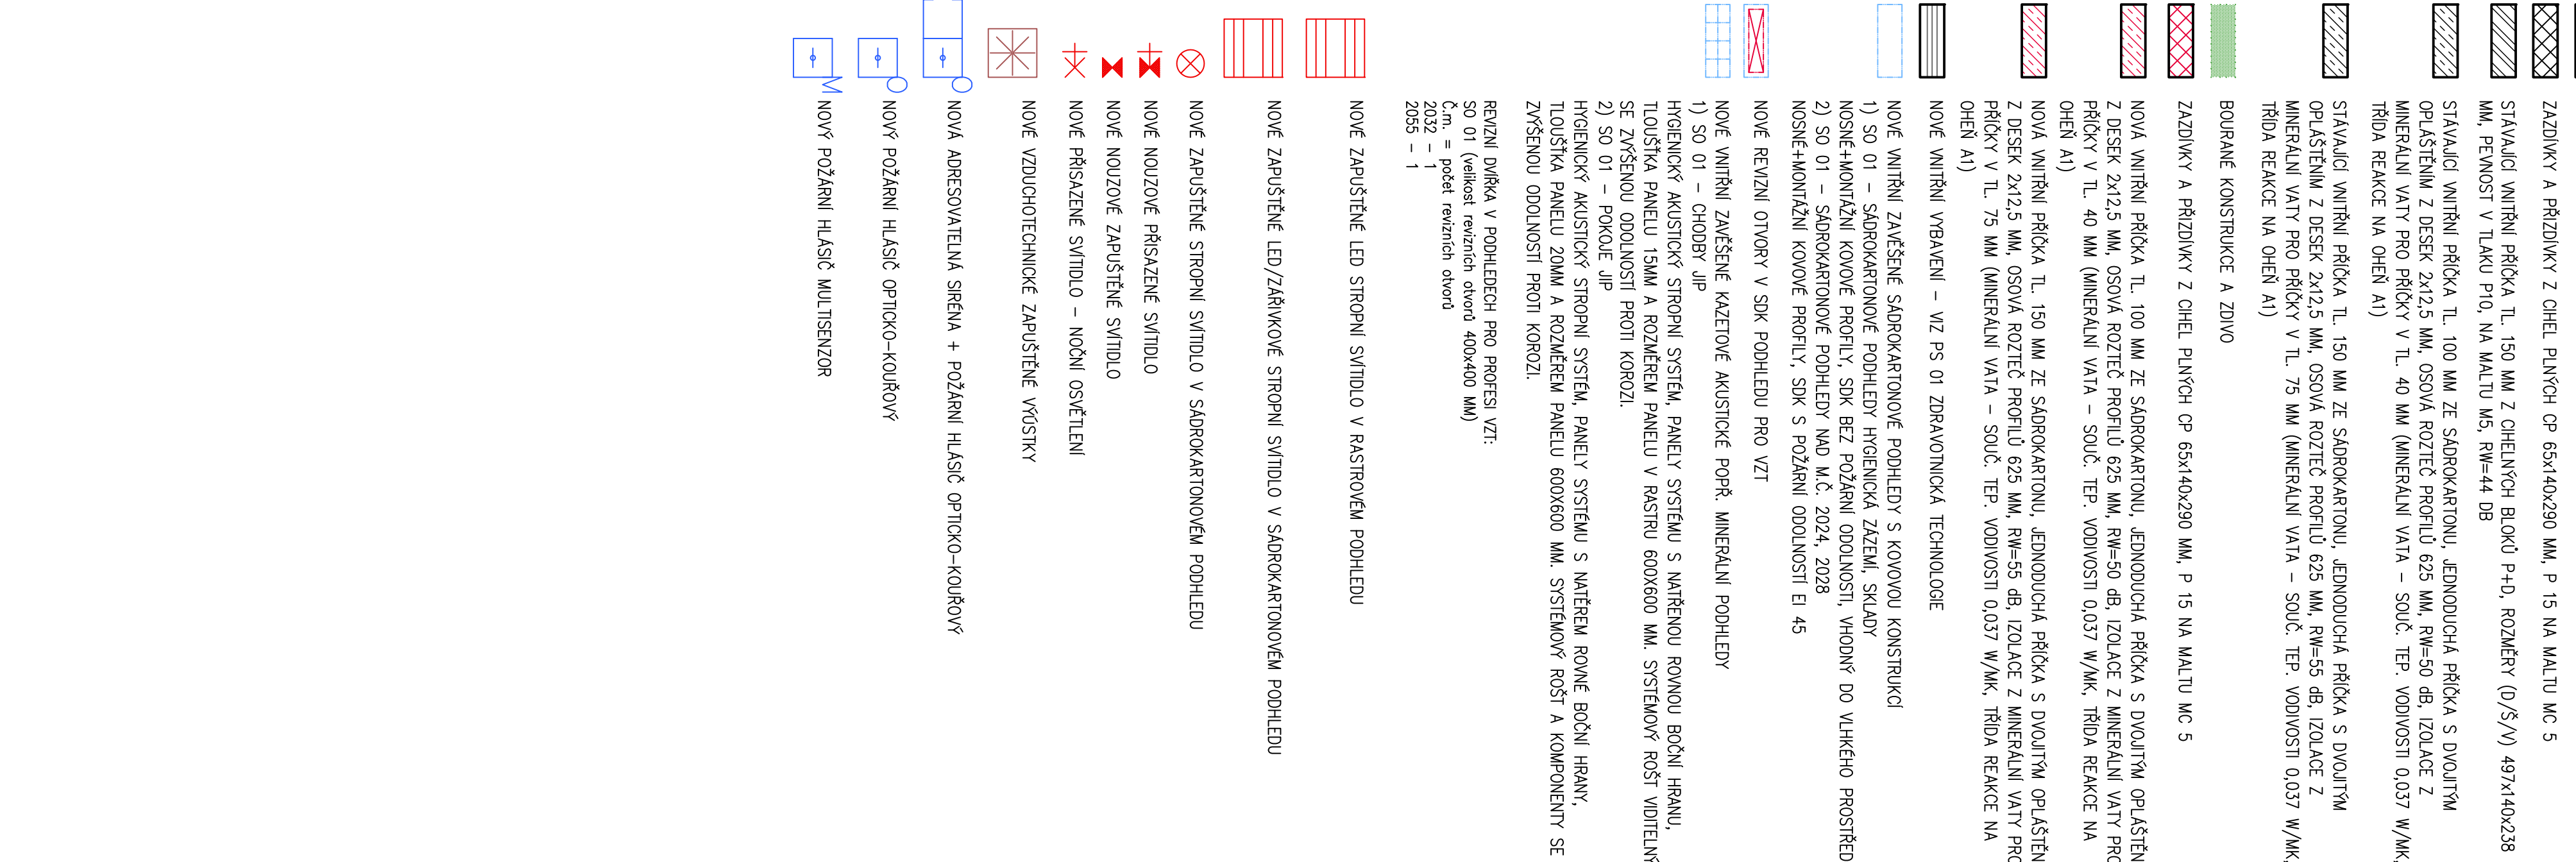 ZAZDÍVKY A PŘIZDÍVKY Z CIHEL PLNÝCH CP 65x140x290 MM, P 15 NA MALTU MC 5
STÁVAJÍCÍ VNITŘNÍ PŘÍČKA TL. 150 MM Z CIHELNÝCH BLOKŮ P+D, ROZMĚRY (D/Š/V) 497x140x238
MM, PEVNOST V TLAKU P10, NA MALTU M5, RW=44 DB
STÁVAJÍCÍ VNITŘNÍ PŘÍČKA TL. 100 MM ZE SÁDROKARTONU, JEDNODUCHÁ PŘÍČKA S DVOJITÝM
OPLÁŠTĚNÍM Z DESEK 2x12,5 MM, OSOVÁ ROZTEČ PROFILŮ 625 MM, RW=50 dB, IZOLACE Z
MINERÁLNÍ VATY PRO PŘÍČKY V TL. 40 MM (MINERÁLNÍ VATA – SOUČ. TEP. VODIVOSTI 0,037 W/MK,
TŘÍDA REAKCE NA OHEŇ A1)
STÁVAJÍCÍ VNITŘNÍ PŘÍČKA TL. 150 MM ZE SÁDROKARTONU, JEDNODUCHÁ PŘÍČKA S DVOJITÝM
OPLÁŠTĚNÍM Z DESEK 2x12,5 MM, OSOVÁ ROZTEČ PROFILŮ 625 MM, RW=55 dB, IZOLACE Z
MINERÁLNÍ VATY PRO PŘÍČKY V TL. 75 MM (MINERÁLNÍ VATA – SOUČ. TEP. VODIVOSTI 0,037 W/MK,
TŘÍDA REAKCE NA OHEŇ A1)
BOURANÉ KONSTRUKCE A ZDIVO
ZAZDÍVKY A PŘIZDÍVKY Z CIHEL PLNÝCH CP 65x140x290 MM, P 15 NA MALTU MC 5
NOVÁ VNITŘNÍ PŘÍČKA TL. 100 MM ZE SÁDROKARTONU, JEDNODUCHÁ PŘÍČKA S DVOJITÝM OPLÁŠTĚN
Z DESEK 2x12,5 MM, OSOVÁ ROZTEČ PROFILŮ 625 MM, RW=50 dB, IZOLACE Z MINERÁLNÍ VATY PRO
PŘÍČKY V TL. 40 MM (MINERÁLNÍ VATA – SOUČ. TEP. VODIVOSTI 0,037 W/MK, TŘÍDA REAKCE NA
OHEŇ A1)
NOVÁ VNITŘNÍ PŘÍČKA TL. 150 MM ZE SÁDROKARTONU, JEDNODUCHÁ PŘÍČKA S DVOJITÝM OPLÁŠTĚN
Z DESEK 2x12,5 MM, OSOVÁ ROZTEČ PROFILŮ 625 MM, RW=55 dB, IZOLACE Z MINERÁLNÍ VATY PRO
PŘÍČKY V TL. 75 MM (MINERÁLNÍ VATA – SOUČ. TEP. VODIVOSTI 0,037 W/MK, TŘÍDA REAKCE NA
OHEŇ A1)
NOVÉ VNITŘNÍ VYBAVENÍ – VIZ PS 01 ZDRAVOTNICKÁ TECHNOLOGIE
NOVÉ VNITŘNÍ ZAVĚŠENÉ SÁDROKARTONOVÉ PODHLEDY S KOVOVOU KONSTRUKCÍ
1) SO 01 – SÁDROKARTONOVÉ PODHLEDY HYGIENICKÁ ZÁZEMÍ, SKLADY
NOSNÉ+MONTÁŽNÍ KOVOVÉ PROFILY, SDK BEZ POŽÁRNÍ ODOLNOSTI, VHODNÝ DO VLHKÉHO PROSTŘED
2) SO 01 – SÁDROKARTONOVÉ PODHLEDY NAD M.Č. 2024, 2028
NOSNÉ+MONTÁŽNÍ KOVOVÉ PROFILY, SDK S POŽÁRNÍ ODOLNOSTÍ EI 45
NOVÉ REVIZNÍ OTVORY V SDK PODHLEDU PRO VZT
NOVÉ VNITŘNÍ ZAVĚŠENÉ KAZETOVÉ AKUSTICKÉ POPŘ. MINERÁLNÍ PODHLEDY
1) SO 01 – CHODBY JIP
HYGIENICKÝ AKUSTICKÝ STROPNÍ SYSTÉM, PANELY SYSTÉMU S NATŘENOU ROVNOU BOČNÍ HRANU,
TLOUŠŤKA PANELU 15MM A ROZMĚREM PANELU V RASTRU 600X600 MM. SYSTÉMOVÝ ROŠT VIDITELNÝ
SE ZVÝŠENOU ODOLNOSTÍ PROTI KOROZI.
2) SO 01 – POKOJE JIP
HYGIENICKÝ AKUSTICKÝ STROPNÍ SYSTÉM, PANELY SYSTÉMU S NATĚREM ROVNÉ BOČNÍ HRANY,
TLOUŠŤKA PANELU 20MM A ROZMĚREM PANELU 600X600 MM. SYSTÉMOVÝ ROŠT A KOMPONENTY SE
ZVÝŠENOU ODOLNOSTÍ PROTI KOROZI.
REVIZNÍ DVÍŘKA V PODHLEDECH PRO PROFESI VZT:
SO 01 (velikost revizních otvorů 400x400 MM)
Č.m. = počet revizních otvorů
2032 – 1
2055 – 1
NOVÉ ZAPUŠTĚNÉ LED STROPNÍ SVÍTIDLO V RASTROVÉM PODHLEDU
NOVÉ ZAPUŠTĚNÉ LED/ZÁŘIVKOVÉ STROPNÍ SVÍTIDLO V SÁDROKARTONOVÉM PODHLEDU
NOVÉ ZAPUŠTĚNÉ STROPNÍ SVÍTIDLO V SÁDROKARTONOVÉM PODHLEDU
NOVÉ NOUZOVÉ PŘISAZENÉ SVÍTIDLO
NOVÉ NOUZOVÉ ZAPUŠTĚNÉ SVÍTIDLO
NOVÉ PŘISAZENÉ SVÍTIDLO – NOČNÍ OSVĚTLENÍ
NOVÉ VZDUCHOTECHNICKÉ ZAPUŠTĚNÉ VÝÚSTKY
O
NOVÁ ADRESOVATELNÁ SIRÉNA + POŽÁRNÍ HLÁSIČ OPTICKO–KOUŘOVÝ
O
NOVÝ POŽÁRNÍ HLÁSIČ OPTICKO–KOUŘOVÝ
M
NOVÝ POŽÁRNÍ HLÁSIČ MULTISENZOR